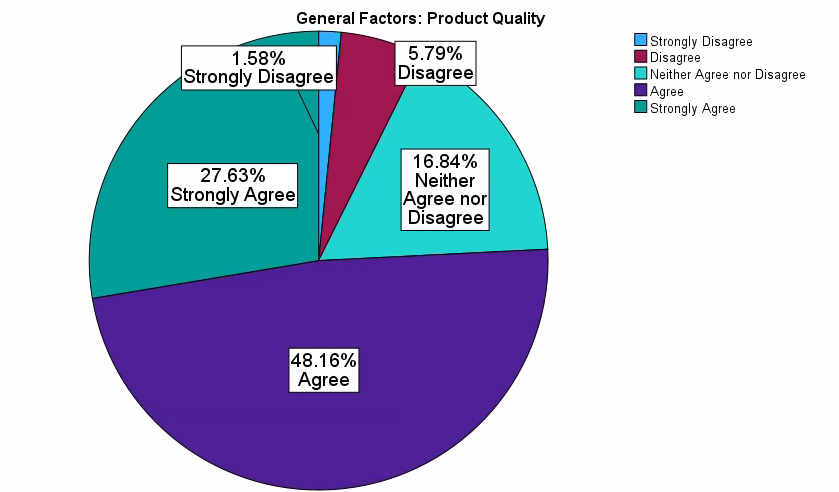 General Factors: Product Quality
1.58%
Strongly Disagree
5.79%
Disagree
16.84%
Neither
Agree nor
Disagree
27.63%
Strongly Agree
48.16%
Agree
Strongly Disagree
Disagree
Neither Agree nor Disagree
Agree
Strongly Agree